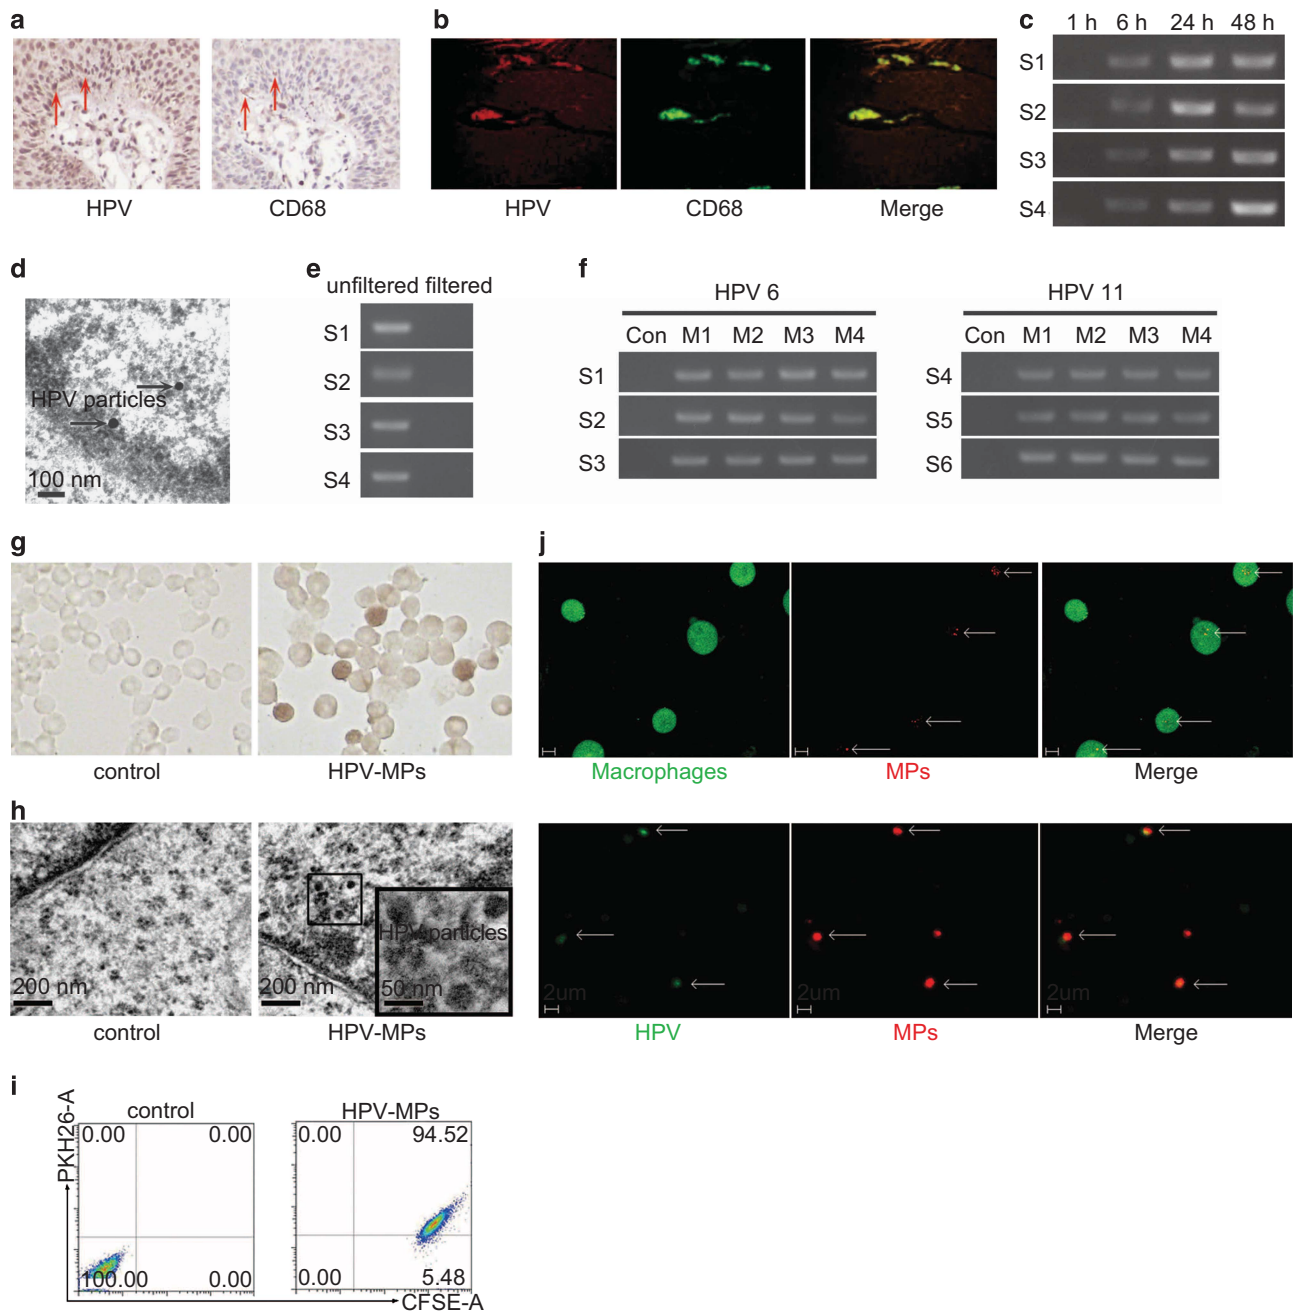 a
HPV
CD68
b
HPV
CD68
Merge
c
1 h 6 h 24 h 48 h
S1
S2
S3
S4
d
HPV particles
100 nm
e
unfiltered filtered
S1
S2
S3
S4
f
HPV 6
Con M1 M2 M3 M4
S1
S2
S3
HPV 11
Con M1 M2 M3 M4
S4
S5
S6
g
control
HPV-MPs
j
Macrophages
MPs
Merge
h
200 nm
control
HPV particles
200 nm
50 nm
HPV-MPs
2um
HPV
2um
MPs
2um
Merge
i
PKH26-A
control
0.00 0.00
100.00 0.00
HPV-MPs
0.00 94.52
0.00 5.48
CFSE-A